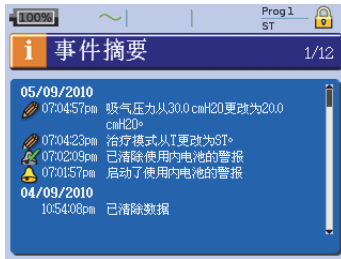 100%
Prog 1
ST
i 事件摘要 1/12
05/09/2010
07:04:57pm 吸气压力从30.0 cmH2O更改为20.0
cmH2O。
07:04:23pm 治疗模式从T更改为ST。
07:02:09pm 已清除使用内电池的警报
07:01:57pm 启动了使用内电池的警报
04/09/2010
10:54:08pm 已清除数据